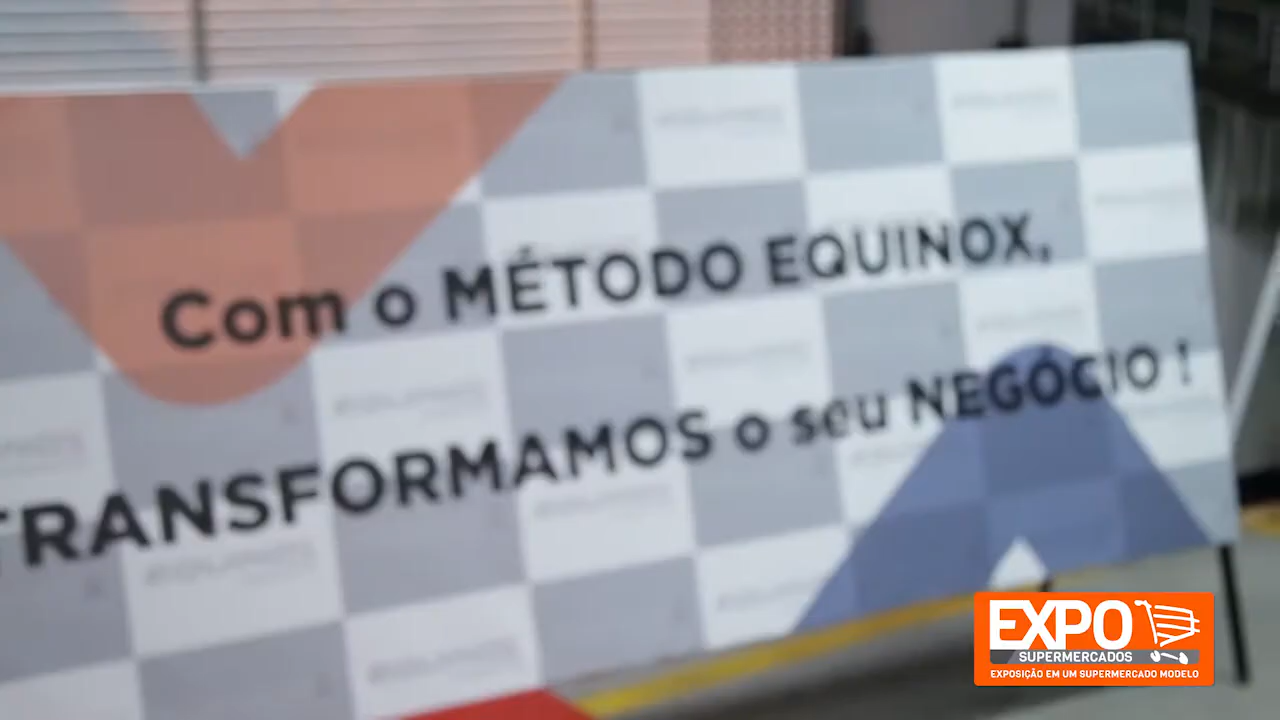 Com o MÉTODO EQUINOX,
TRANSFORMAMOS o seu NEGÓCIO !
EXPO
SUPERMERCADOS
EXPOSIÇÃO EM UM SUPERMERCADO MODELO